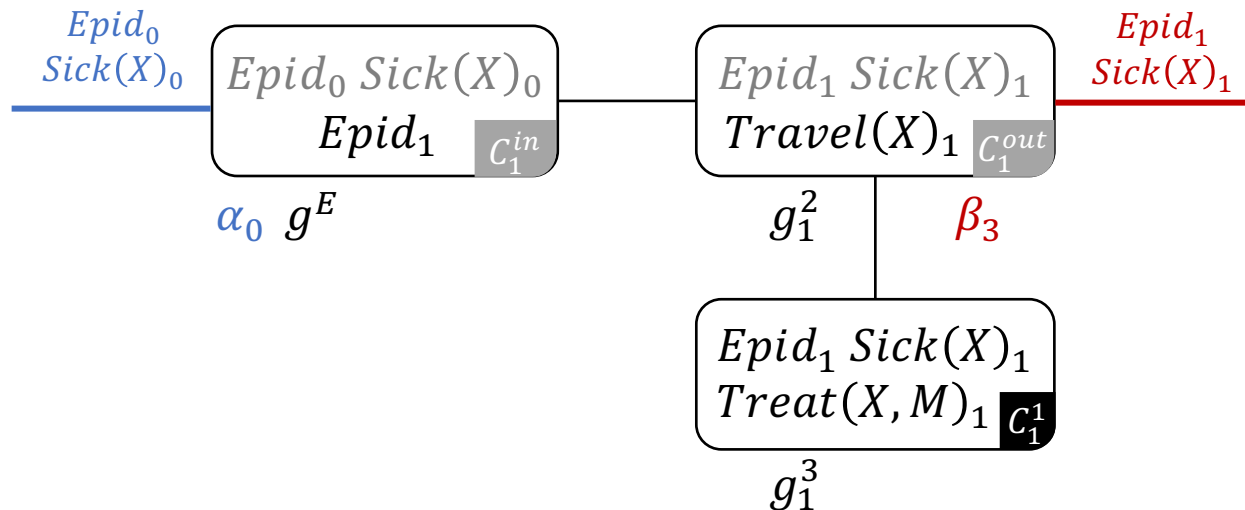 Epid₀
Sick(X)₀
Epid₀ Sick(X)₀
Epid₁
C₁ⁱⁿ
α₀ gᴱ
Epid₁ Sick(X)₁
Travel(X)₁
C₁ᵒᵘᵗ
g₁²
β₃
Epid₁
Sick(X)₁
Epid₁ Sick(X)₁
Treat(X, M)₁
C₁¹
g₁³